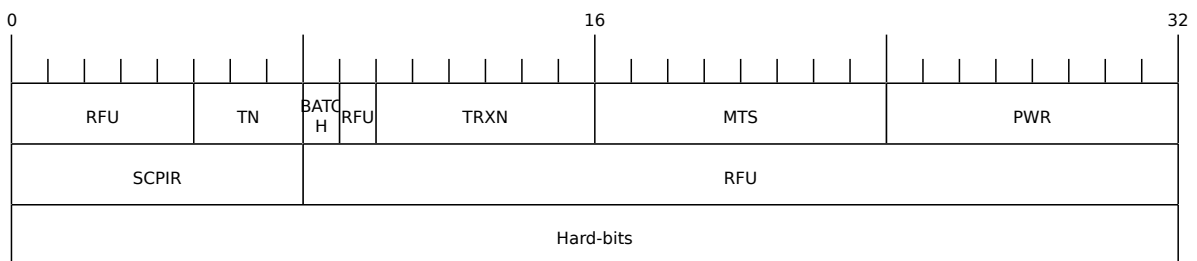 0 16 32
RFU TN BATC RFU TRXN MTS PWR
H
SCPIR RFU
Hard-bits